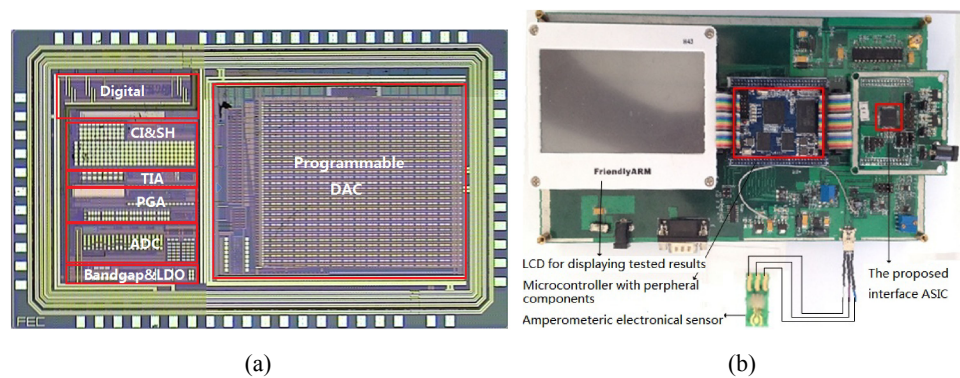 Digital
CI&SH
TIA
PGA
ADC
Bandgap&LDO
Programmable
DAC
FEC
(a)
H43
FriendlyARM
LCD for displaying tested results
Microcontroller with perpheral
components
Amperometeric electronical sensor
The proposed
interface ASIC
(b)